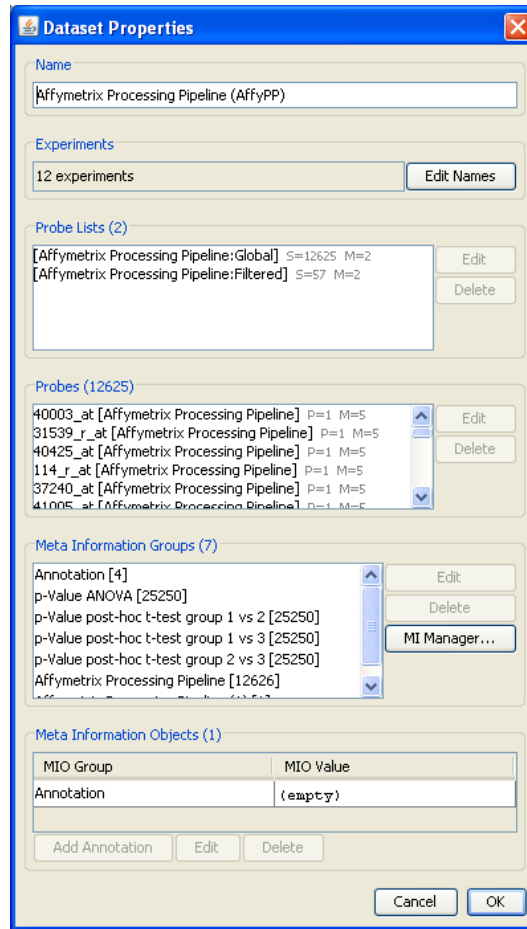 Dataset Properties
Name
Affymetrix Processing Pipeline (AffyPP)
Experiments
12 experiments
Edit Names
Probe Lists (2)
[Affymetrix Processing Pipeline:Global] S=12625 M=2
[Affymetrix Processing Pipeline:Filtered] S=57 M=2
Edit
Delete
Probes (12625)
40003_at [Affymetrix Processing Pipeline] P=1 M=5
31539_r_at [Affymetrix Processing Pipeline] P=1 M=5
40425_at [Affymetrix Processing Pipeline] P=1 M=5
114_r_at [Affymetrix Processing Pipeline] P=1 M=5
37240_at [Affymetrix Processing Pipeline] P=1 M=5
41005_at [Affymetrix Processing Pipeline] P=1 M=5
Edit
Delete
Meta Information Groups (7)
Annotation [4]
p-Value ANOVA [25250]
p-Value post-hoc t-test group 1 vs 2 [25250]
p-Value post-hoc t-test group 1 vs 3 [25250]
p-Value post-hoc t-test group 2 vs 3 [25250]
Affymetrix Processing Pipeline [12626]
Edit
Delete
MI Manager...
Meta Information Objects (1)
MIO Group MIO Value
Annotation (empty)
Add Annotation Edit Delete
Cancel OK